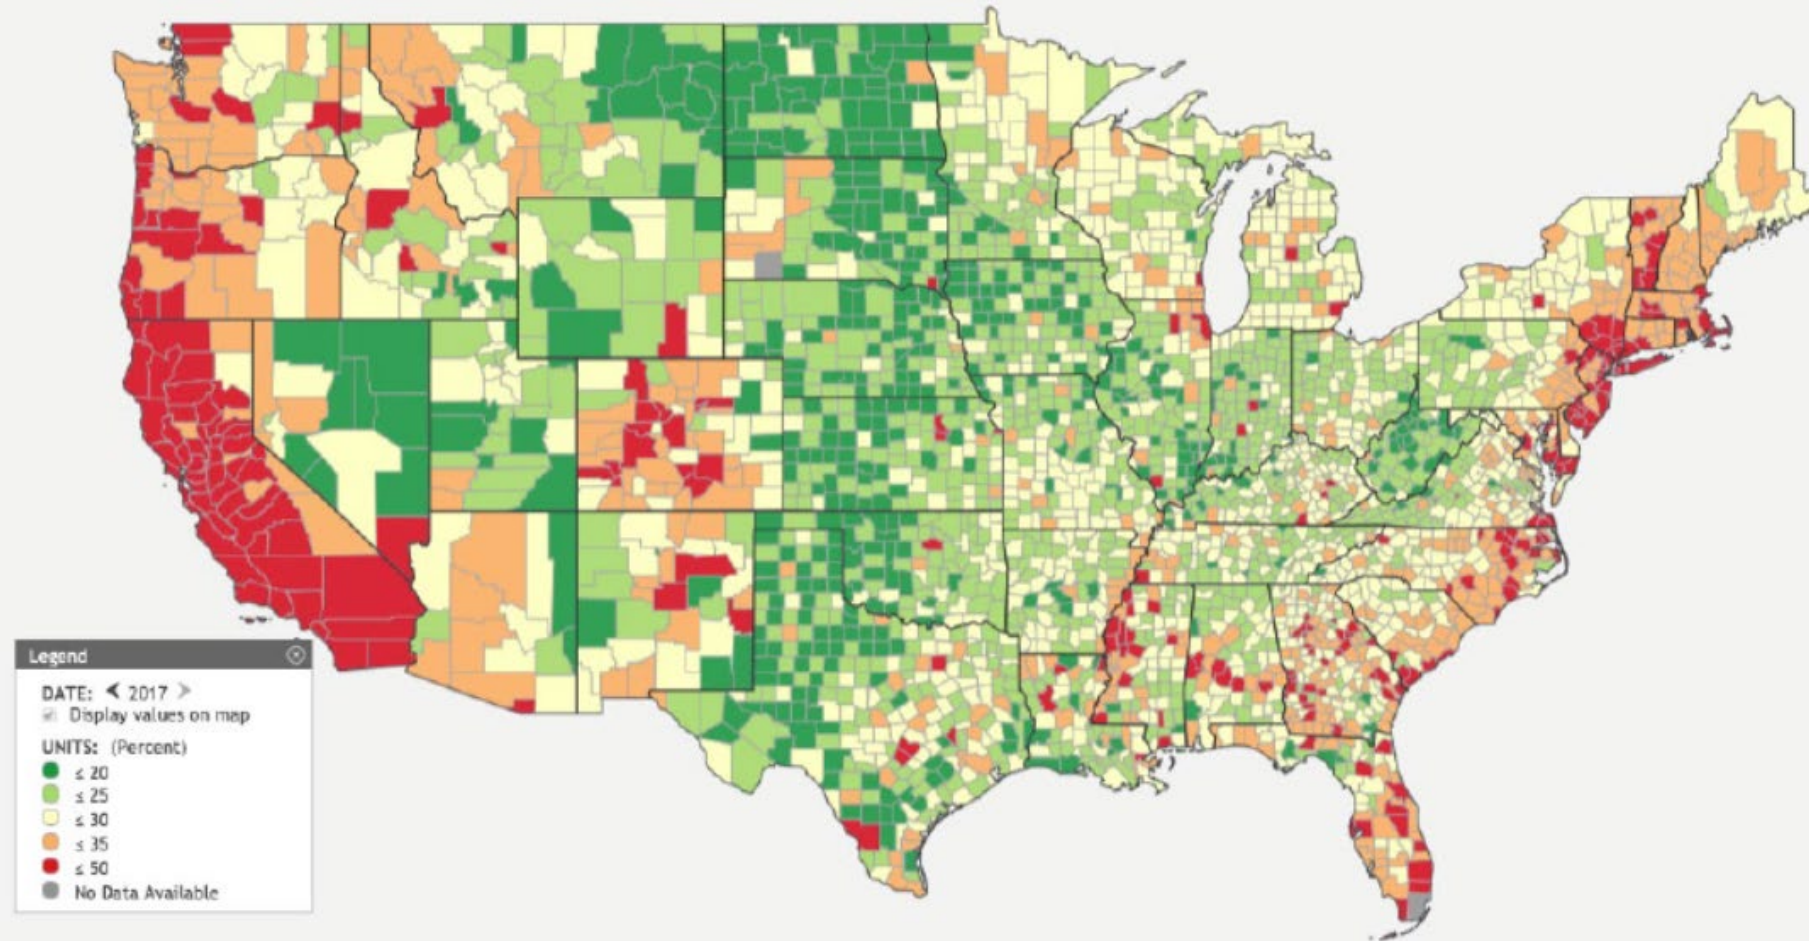 Legend
DATE: < 2017 >
Display values on map
UNITS: (Percent)
≤ 20
≤ 25
≤ 30
≤ 35
≤ 50
No Data Available